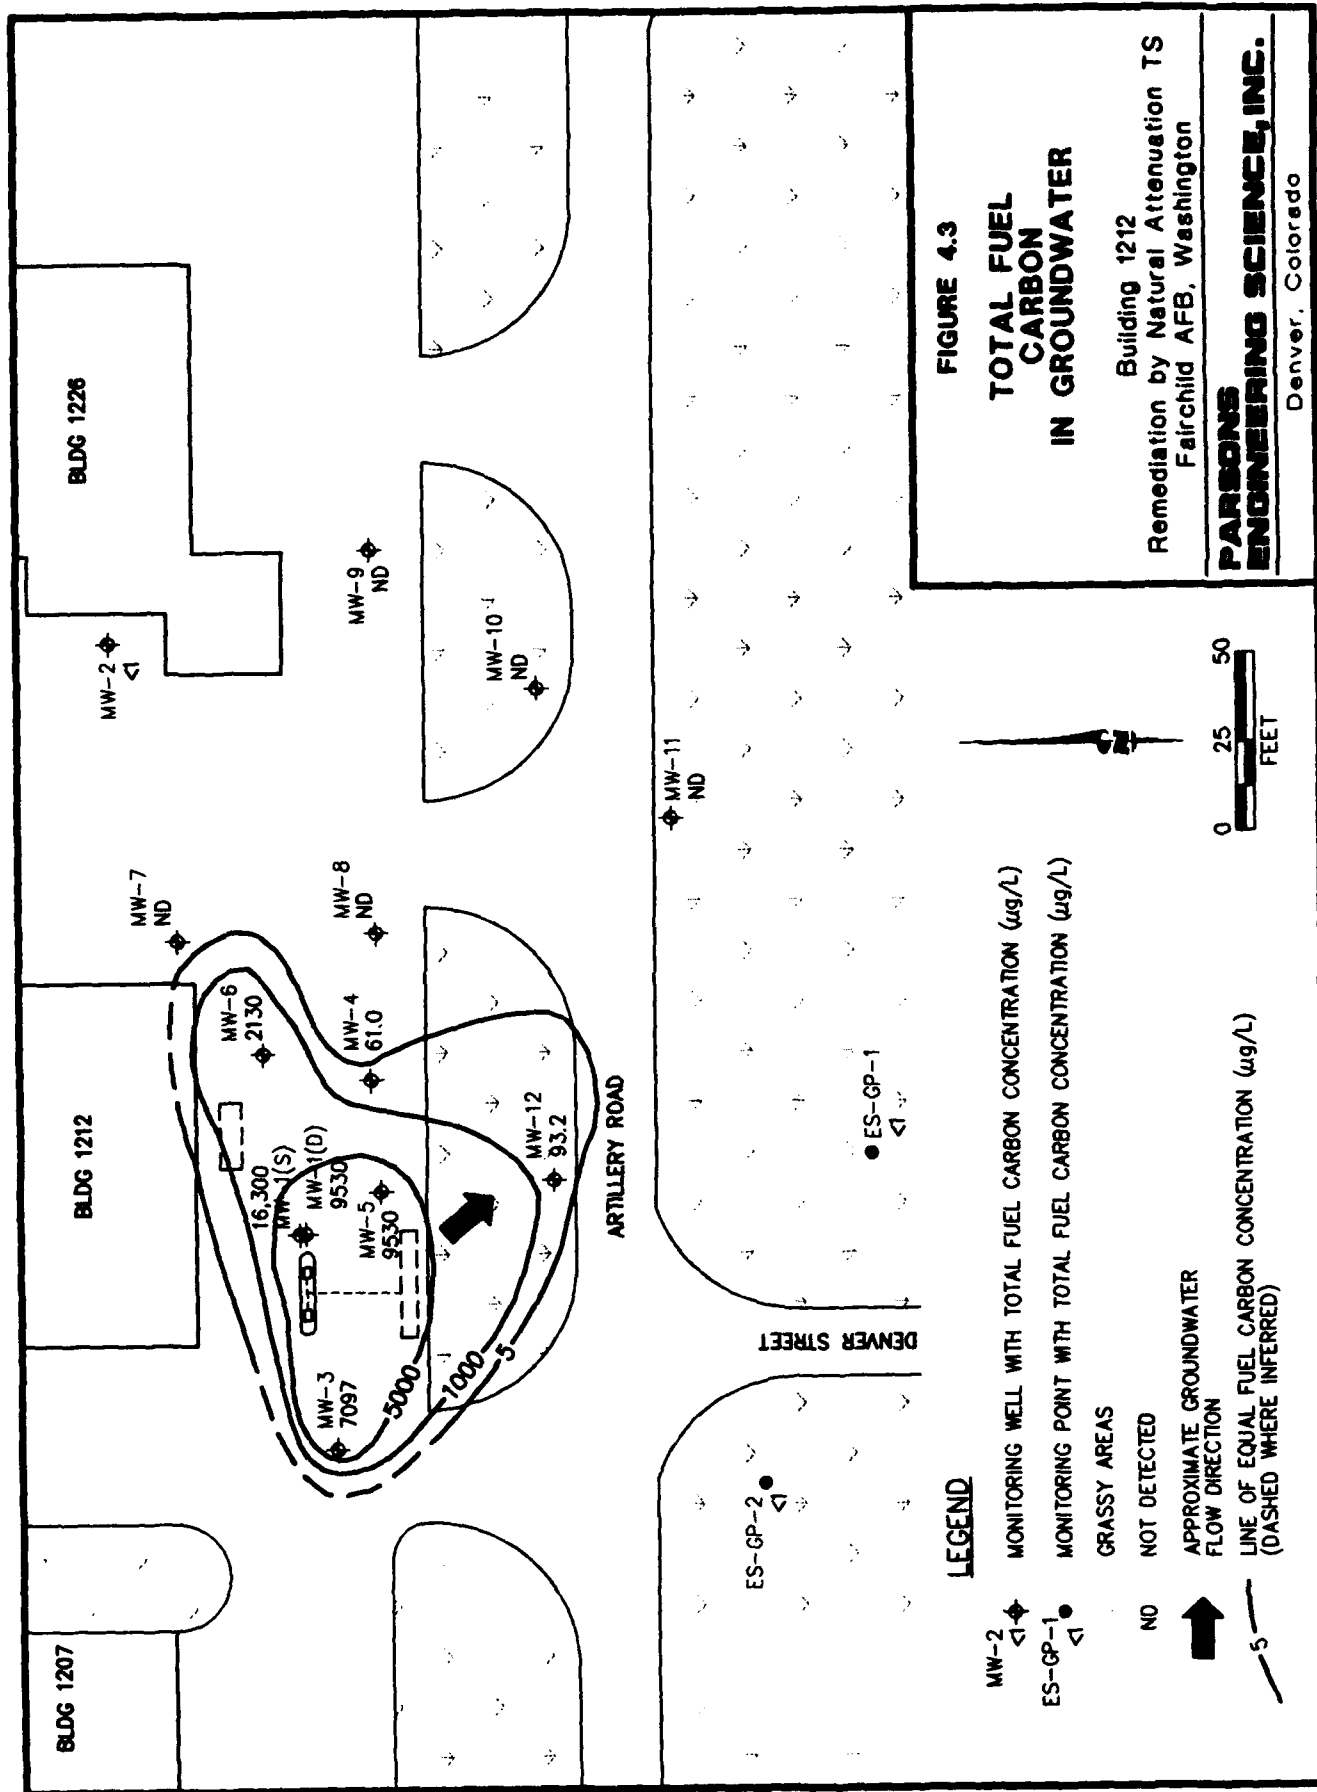 BLDG 1207
BLDG 1212
BLDG 1226
MW-2
<1
MW-7
ND
MW-9
ND
MW-6
2130
MW-8
ND
MW-4
61.0
16,300
MW-1(S)
MW-1(D)
9530
MW-5
9530
MW-3
7097
5000
1000
5
MW-10
ND
MW-12
93.2
ARTILLERY ROAD
MW-11
ND
DENVER STREET
ES-GP-2
<1
ES-GP-1
<1
LEGEND
MW-2
<1
MONITORING WELL WITH TOTAL FUEL CARBON CONCENTRATION (µg/L)
ES-GP-1
<1
MONITORING POINT WITH TOTAL FUEL CARBON CONCENTRATION (µg/L)
GRASSY AREAS
ND NOT DETECTED
APPROXIMATE GROUNDWATER
FLOW DIRECTION
5
LINE OF EQUAL FUEL CARBON CONCENTRATION (µg/L)
(DASHED WHERE INFERRED)
0 25 50
FEET
FIGURE 4.3
TOTAL FUEL
CARBON
IN GROUNDWATER
Building 1212
Remediation by Natural Attenuation TS
Fairchild AFB, Washington
PARSONS
ENGINEERING SCIENCE, INC.
Denver, Colorado